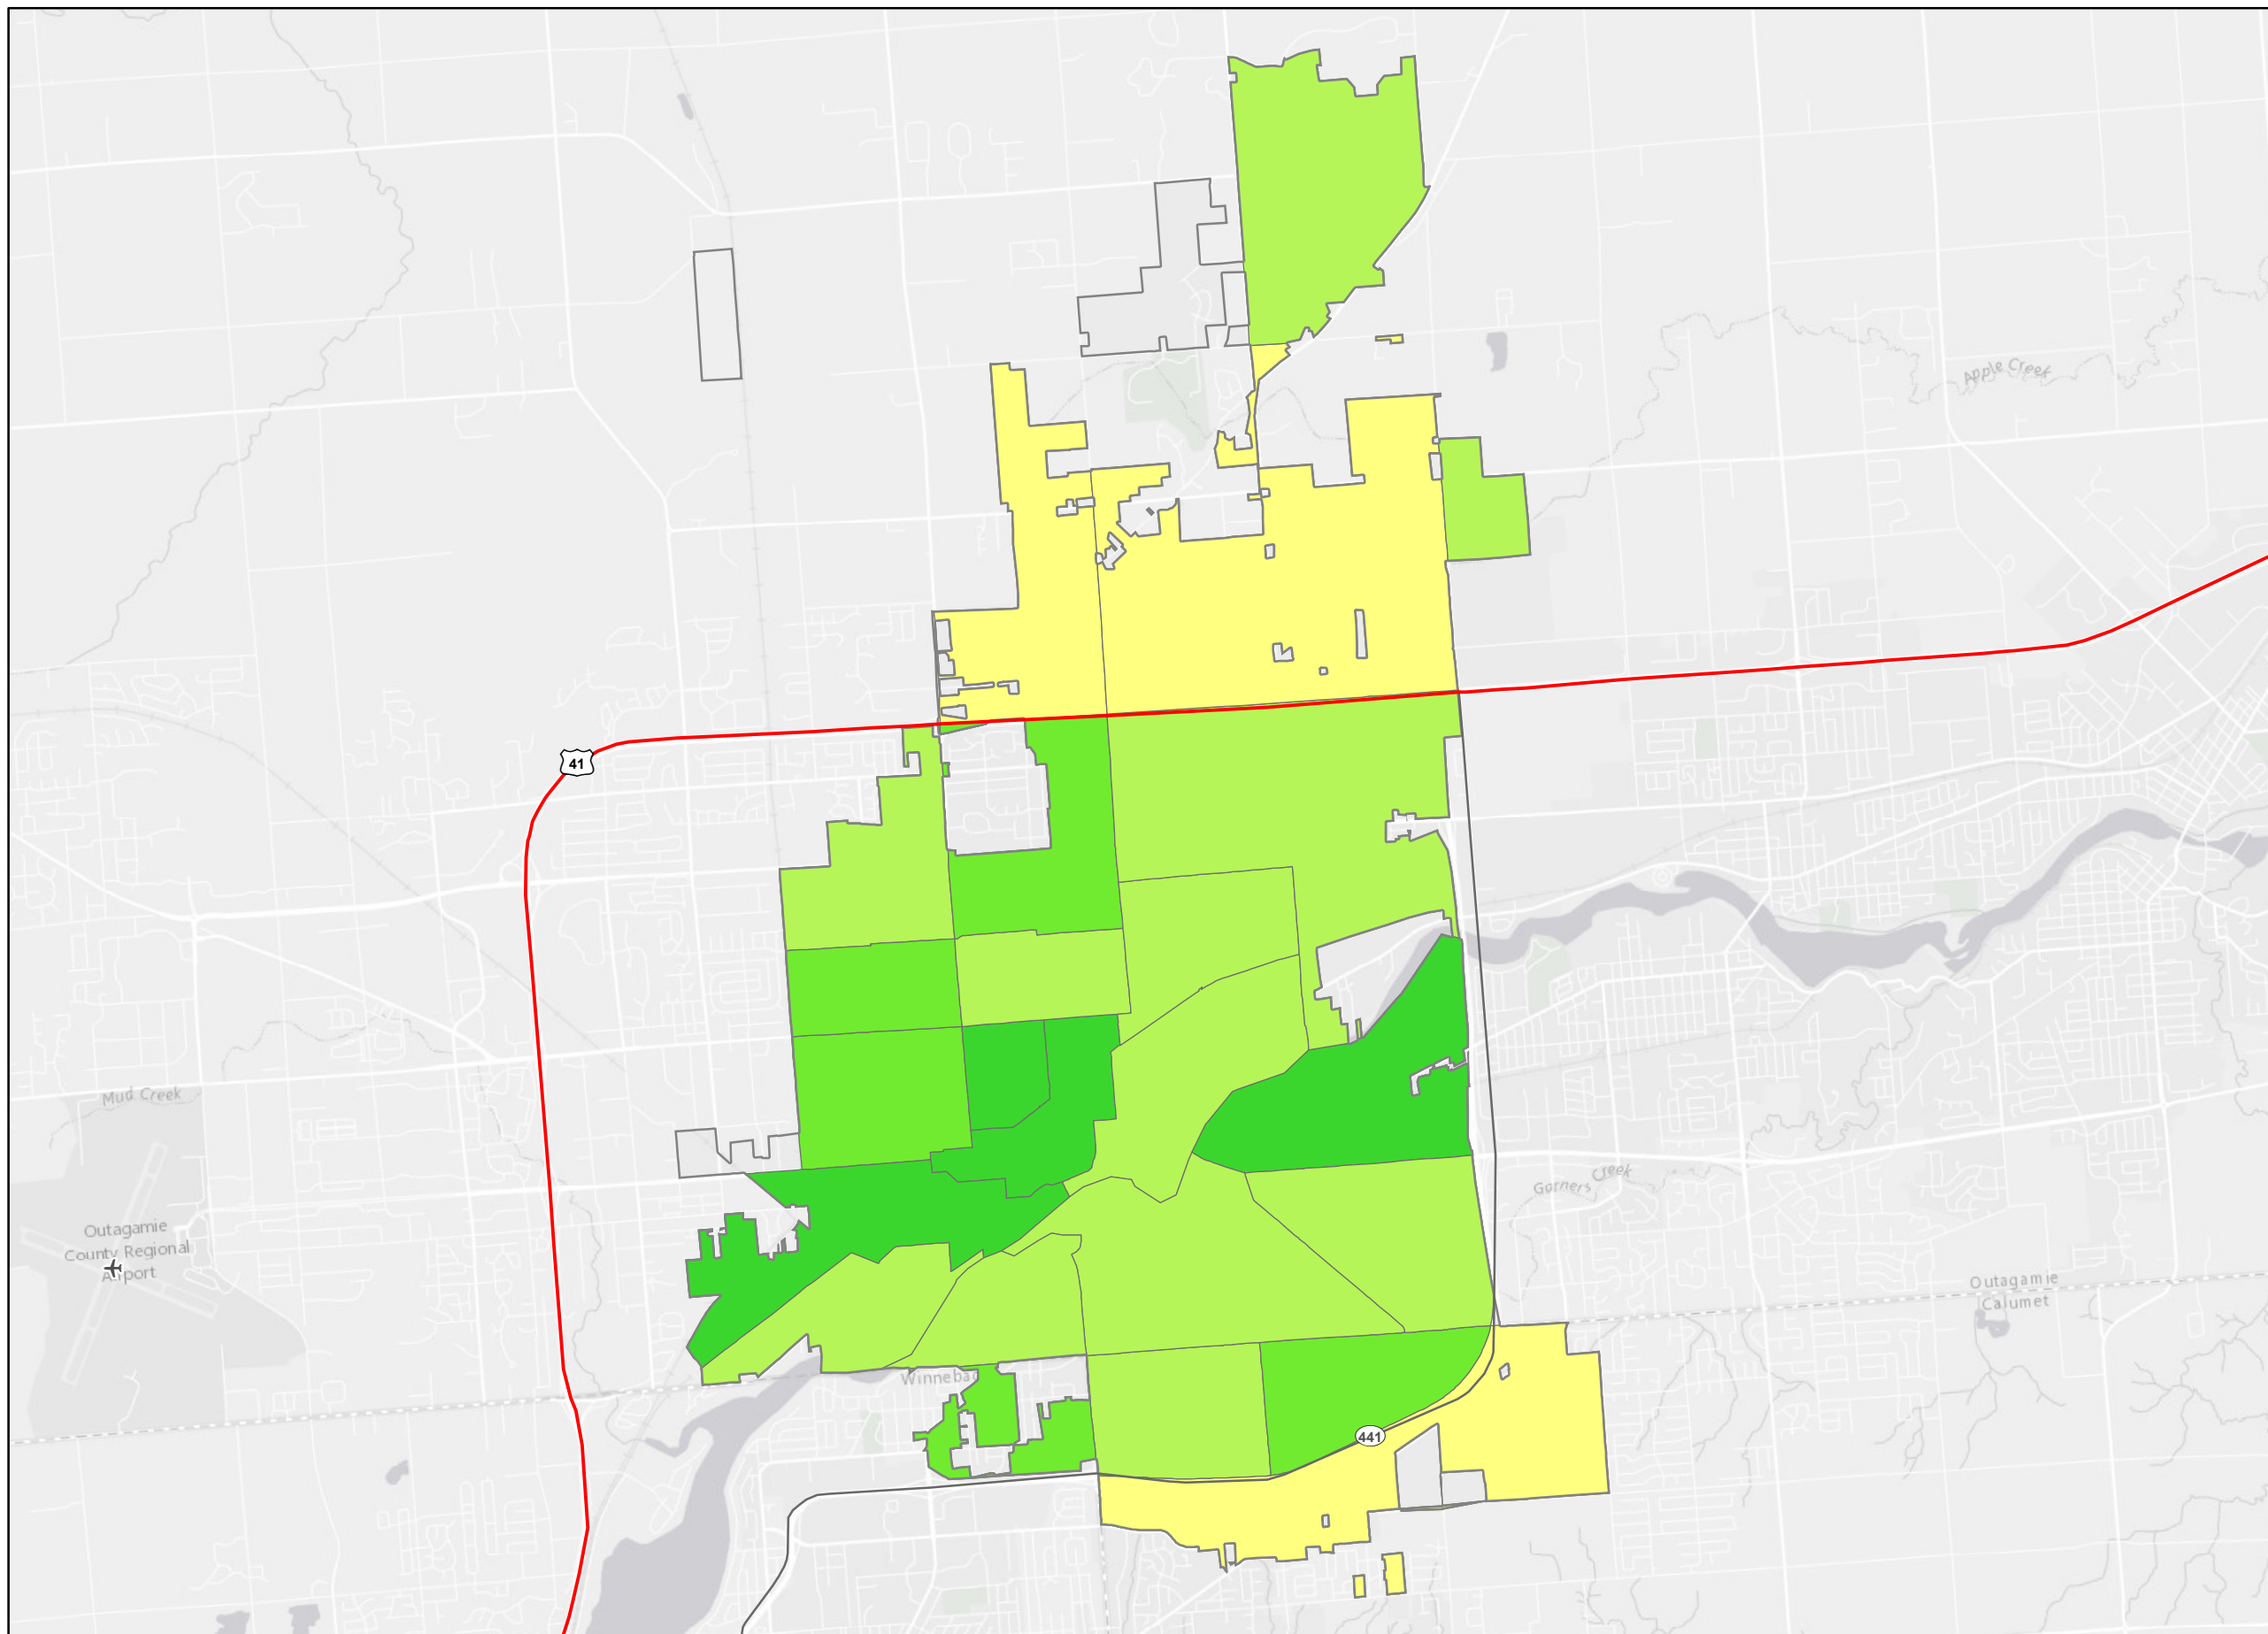 Apple Creek
41
Mud Creek
Garners Creek
Outagamie
County Regional
Airport
Outagamie
Calumet
Winnebag
441